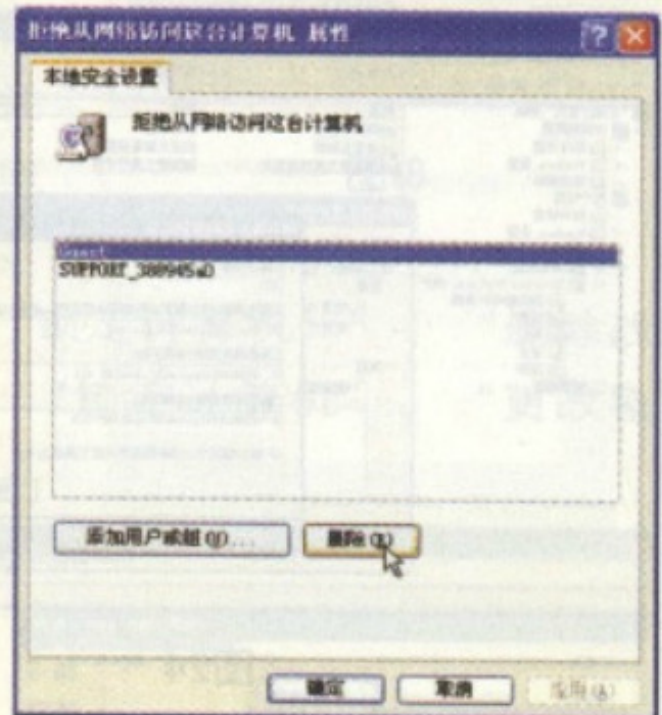 拒绝从网络访问这台计算机 属性
本地安全设置
拒绝从网络访问这台计算机
Guest
SUPPORT_388945a0
添加用户或组(U)...
删除(R)
确定
取消
应用(A)